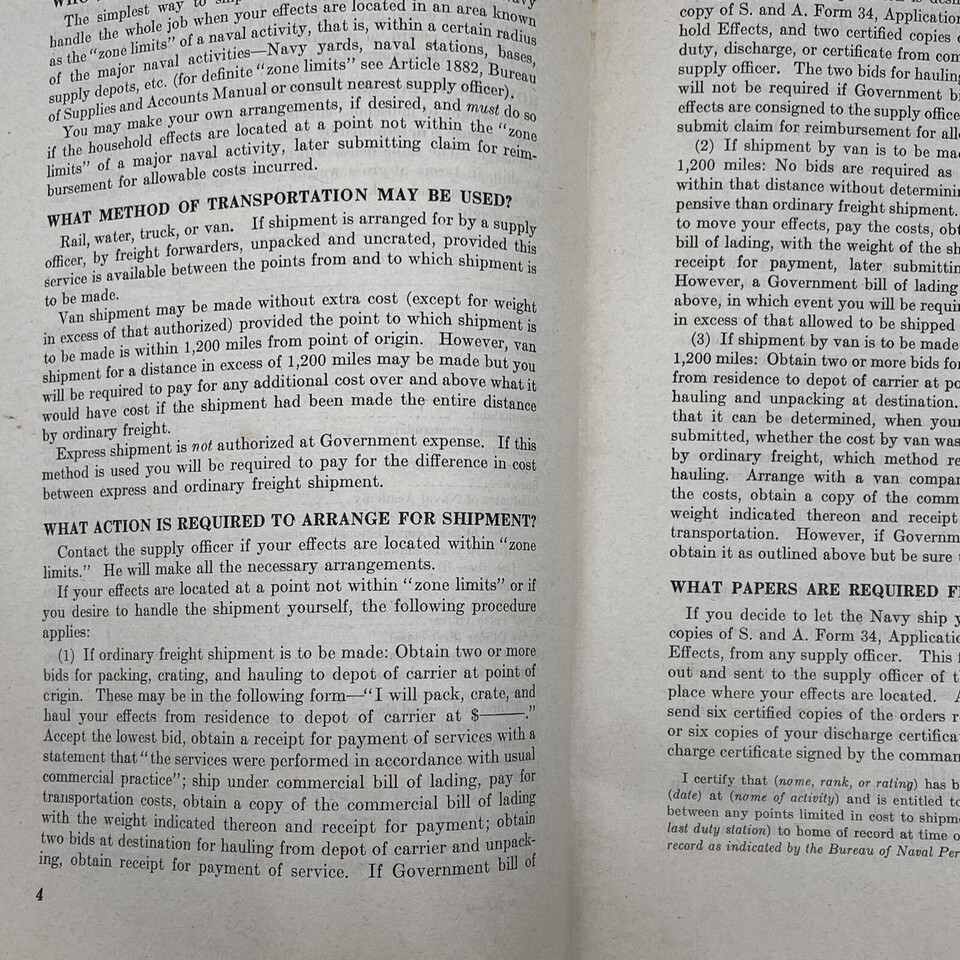 The simplest way to
handle the whole job when your effects are located in an area known
as the "zone limits" of a naval activity, that is, within a certain radius
of the major naval activities—Navy yards, naval stations, bases,
supply depots, etc. (for definite "zone limits" see Article 1882, Bureau
of Supplies and Accounts Manual or consult nearest supply officer).
You may make your own arrangements, if desired, and must do so
if the household effects are located at a point not within the "zone
limits" of a major naval activity, later submitting claim for reim-
bursement for allowable costs incurred.
WHAT METHOD OF TRANSPORTATION MAY BE USED?
Rail, water, truck, or van. If shipment is arranged for by a supply
officer, by freight forwarders, unpacked and uncrated, provided this
service is available between the points from and to which shipment is
to be made.
Van shipment may be made without extra cost (except for weight
in excess of that authorized) provided the point to which shipment is
to be made is within 1,200 miles from point of origin. However, van
shipment for a distance in excess of 1,200 miles may be made but you
will be required to pay for any additional cost over and above what it
would have cost if the shipment had been made the entire distance
by ordinary freight.
Express shipment is not authorized at Government expense. If this
method is used you will be required to pay for the difference in cost
between express and ordinary freight shipment.
WHAT ACTION IS REQUIRED TO ARRANGE FOR SHIPMENT?
Contact the supply officer if your effects are located within "zone
limits." He will make all the necessary arrangements.
If your effects are located at a point not within "zone limits" or if
you desire to handle the shipment yourself, the following procedure
applies:
(1) If ordinary freight shipment is to be made: Obtain two or more
bids for packing, crating, and hauling to depot of carrier at point of
origin. These may be in the following form—"I will pack, crate, and
haul your effects from residence to depot of carrier at $——."
Accept the lowest bid, obtain a receipt for payment of services with a
statement that "the services were performed in accordance with usual
commercial practice"; ship under commercial bill of lading, pay for
transportation costs, obtain a copy of the commercial bill of lading
with the weight indicated thereon and receipt for payment; obtain
two bids at destination for hauling from depot of carrier and unpack-
ing, obtain receipt for payment of service. If Government bill of
4
copy of S. and A. Form 34, Application
hold Effects, and two certified copies
duty, discharge, or certificate from
supply officer. The two bids for hauling
will not be required if Government
effects are consigned to the supply
submit claim for reimbursement for
(2) If shipment by van is to be
1,200 miles: No bids are required as
within that distance without
pensive than ordinary freight shipment.
to move your effects, pay the costs,
bill of lading, with the weight of the
receipt for payment, later
However, a Government bill of lading
above, in which event you will be
in excess of that allowed to be shipped
(3) If shipment by van is to be made
1,200 miles: Obtain two or more bids for
from residence to depot of carrier at
hauling and unpacking at destination.
that it can be determined, when your
submitted, whether the cost by van was
by ordinary freight, which method
hauling. Arrange with a van
the costs, obtain a copy of the
weight indicated thereon and receipt
transportation. However, if
obtain it as outlined above but be sure
WHAT PAPERS ARE REQUIRED
If you decide to let the Navy ship
copies of S. and A. Form 34,
Effects, from any supply officer. This
out and sent to the supply officer of
place where your effects are located.
send six certified copies of the orders
or six copies of your discharge
charge certificate signed by the
I certify that (name, rank, or rating) has
(date) at (name of activity) and is entitled
between any points limited in cost to
last duty station) to home of record at time
record as indicated by the Bureau of Naval